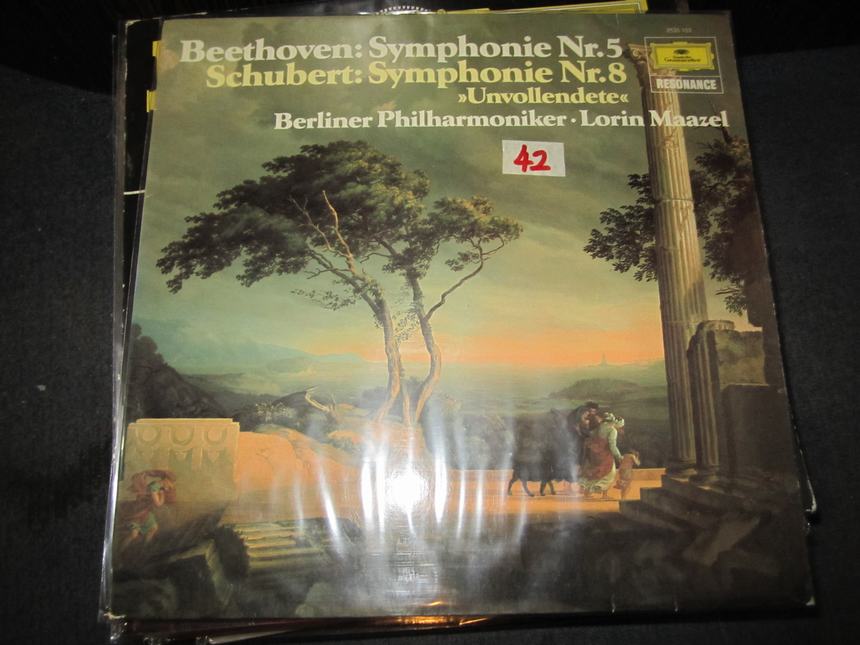 Beethoven: Symphonie Nr.5
Schubert: Symphonie Nr.8
»Unvollendete«
Berliner Philharmoniker · Lorin Maazel
RESONANCE
42